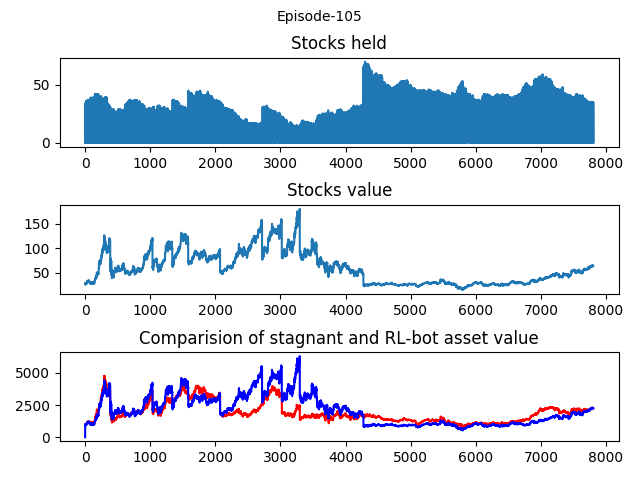 Episode-105
Stocks held
50
0
0 1000 2000 3000 4000 5000 6000 7000 8000
Stocks value
150
100
50
0 1000 2000 3000 4000 5000 6000 7000 8000
Comparision of stagnant and RL-bot asset value
5000
2500
0
0 1000 2000 3000 4000 5000 6000 7000 8000